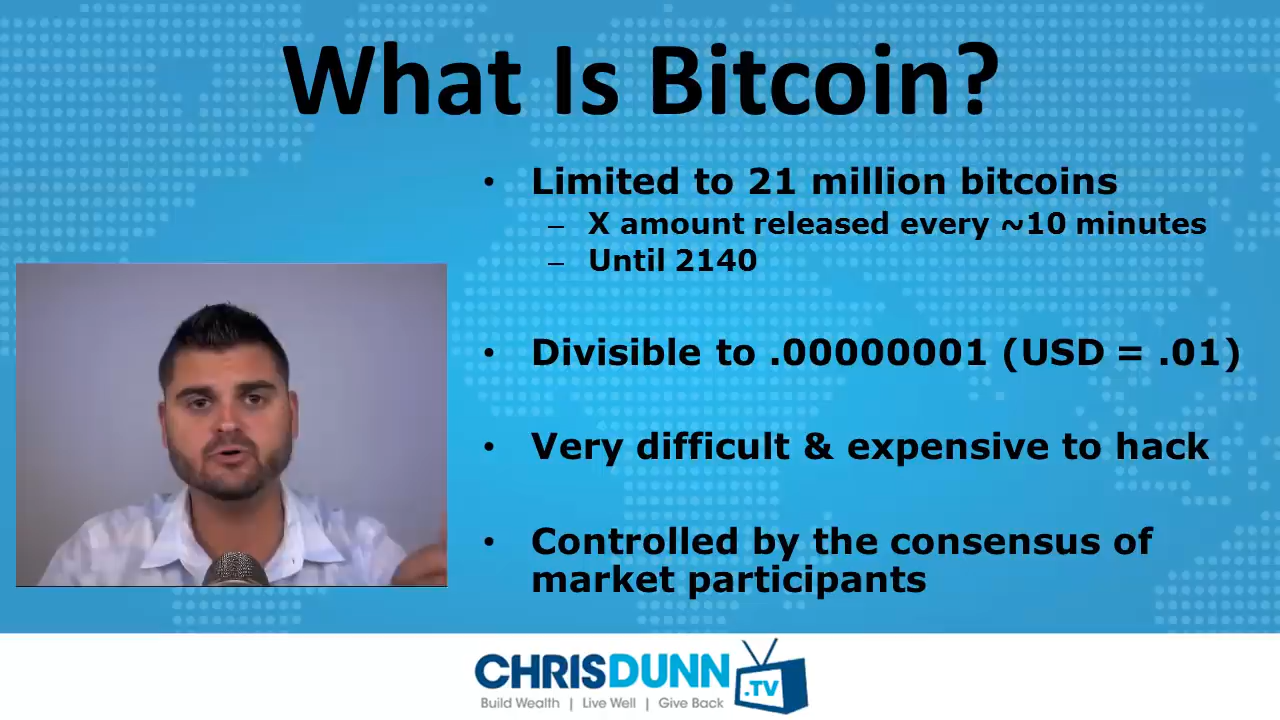 What Is Bitcoin?
• Limited to 21 million bitcoins
– X amount released every ~10 minutes
– Until 2140
• Divisible to .00000001 (USD = .01)
• Very difficult & expensive to hack
• Controlled by the consensus of
market participants
CHRISDUNN .TV
Build Wealth | Live Well | Give Back